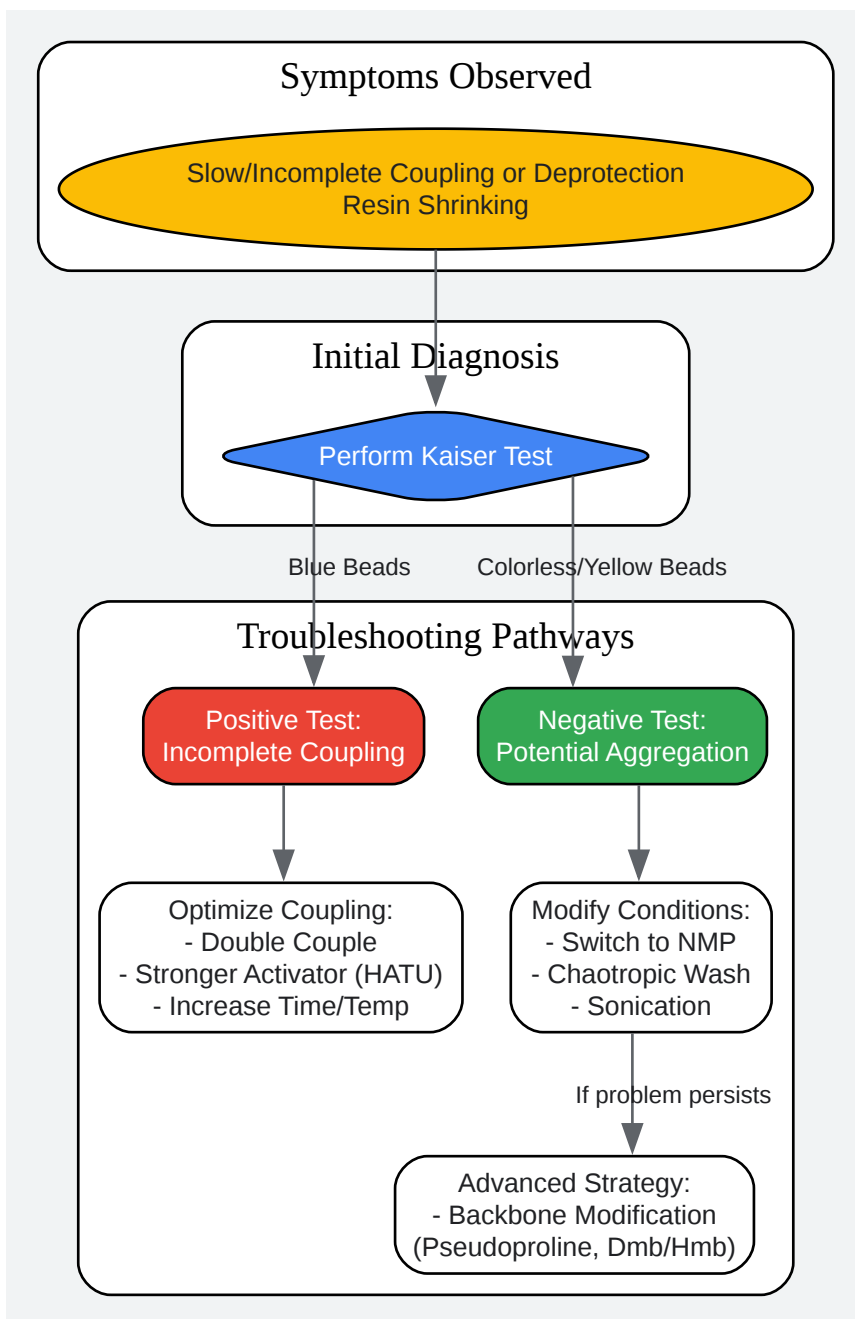 Symptoms Observed
Slow/Incomplete Coupling or Deprotection
Resin Shrinking
Initial Diagnosis
Perform Kaiser Test
Blue Beads
Colorless/Yellow Beads
Troubleshooting Pathways
Positive Test:
Incomplete Coupling
Negative Test:
Potential Aggregation
Optimize Coupling:
- Double Couple
- Stronger Activator (HATU)
- Increase Time/Temp
Modify Conditions:
- Switch to NMP
- Chaotropic Wash
- Sonication
If problem persists
Advanced Strategy:
- Backbone Modification
(Pseudoproline, Dmb/Hmb)